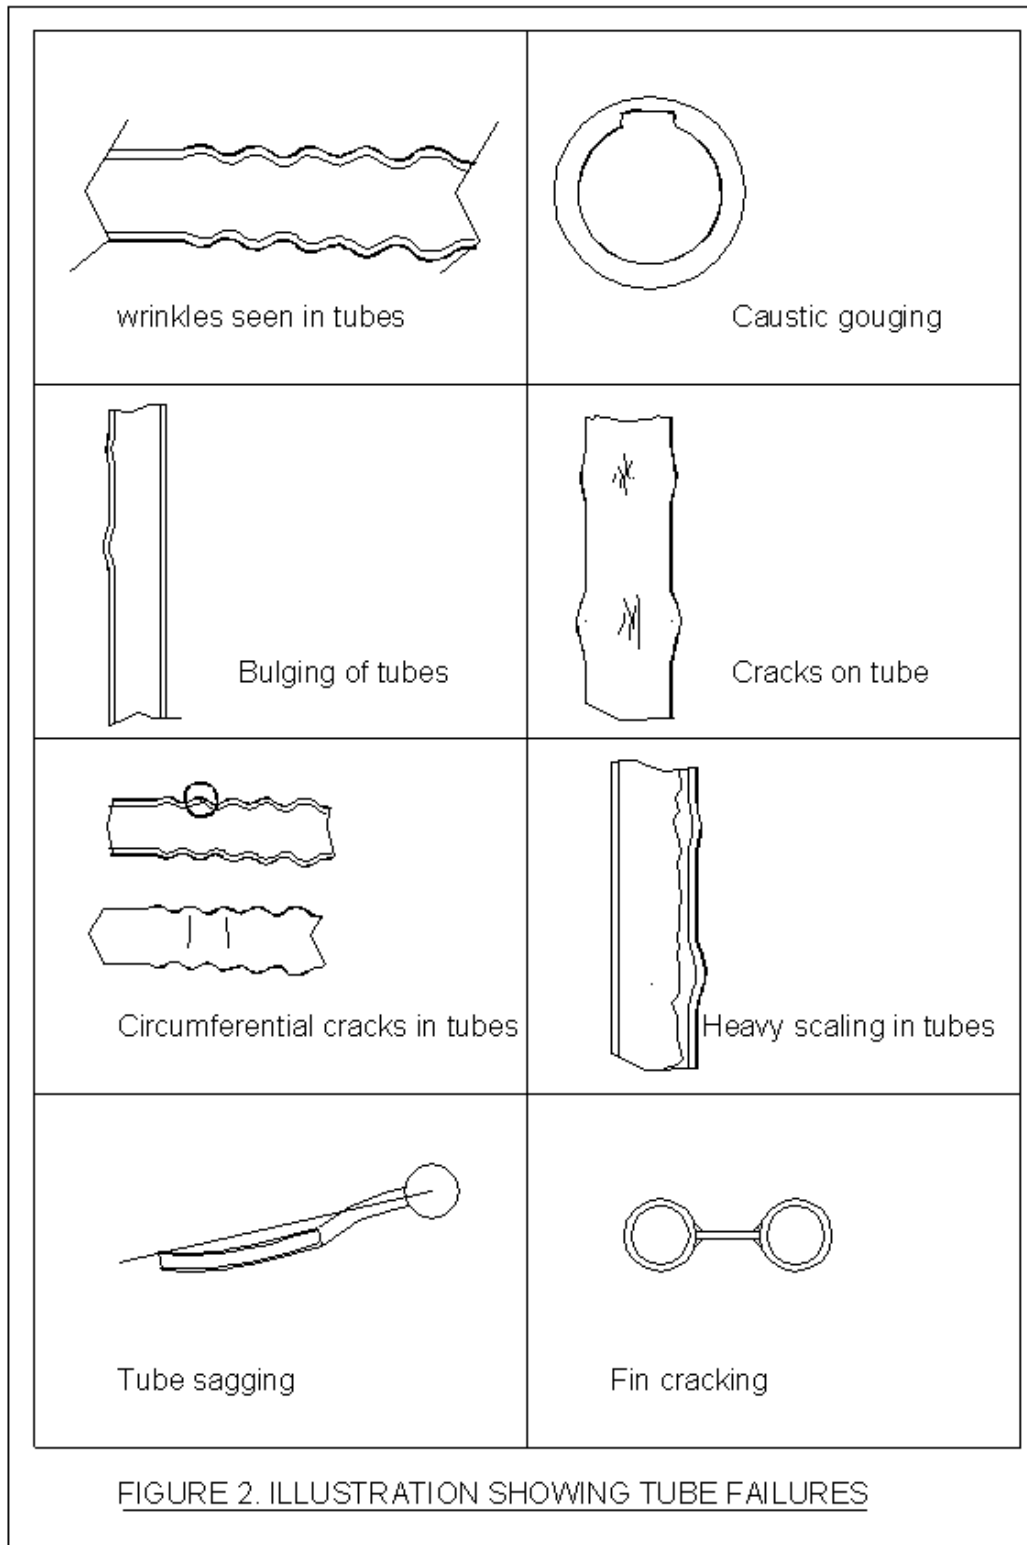 wrinkles seen in tubes
Caustic gouging
Bulging of tubes
Cracks on tube
Circumferential cracks in tubes
Heavy scaling in tubes
Tube sagging
Fin cracking
FIGURE 2. ILLUSTRATION SHOWING TUBE FAILURES